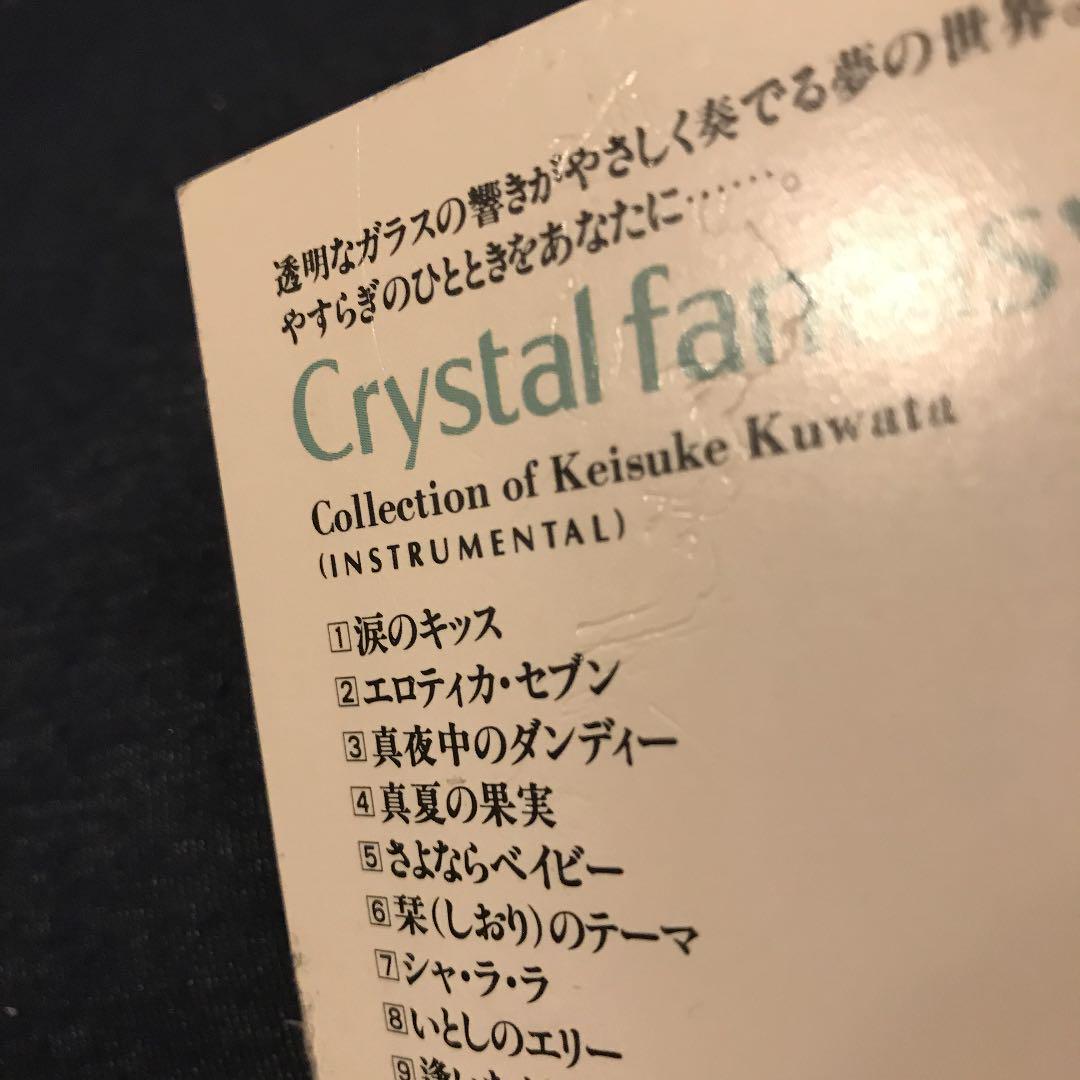 透明なガラスの響きがやさしく奏でる夢の世界。
やすらぎのひとときをあなたに……。
Crystal
Collection of Keisuke Kuwata
(INSTRUMENTAL)
1涙のキッス
2エロティカ・セブン
3真夜中のダンディー
4真夏の果実
5さよならベイビー
6栞(しおり)のテーマ
7シャ・ラ・ラ
8いとしのエリー
9